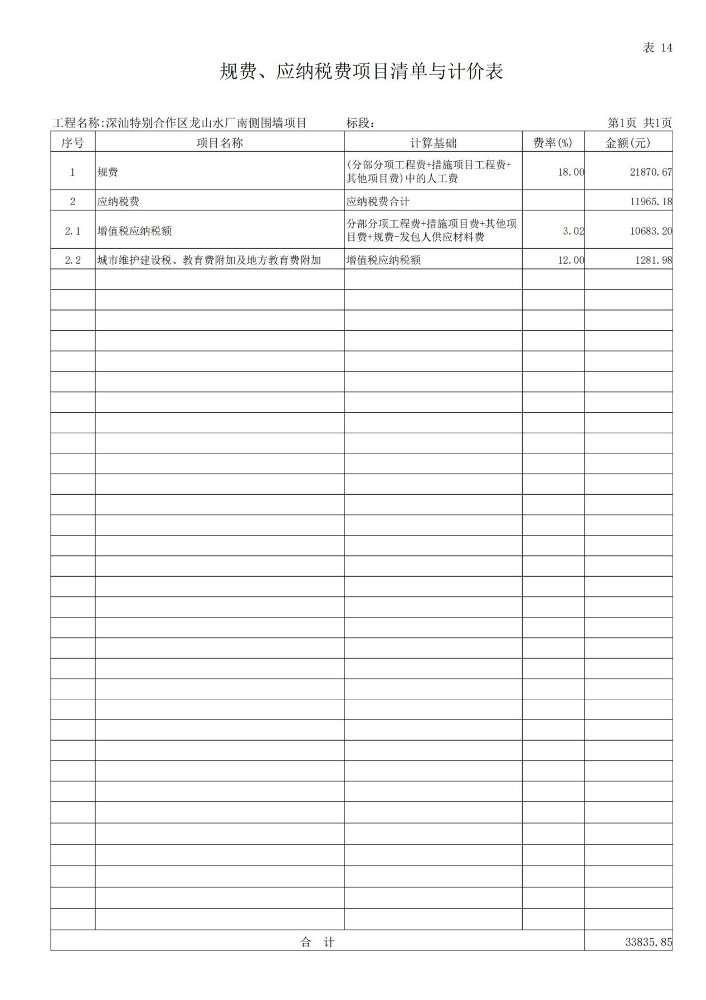 表 14
规费、应纳税费项目清单与计价表
工程名称:深汕特别合作区龙山水厂南侧围墙项目 标段: 第1页 共1页
序号 项目名称 计算基础 费率(%) 金额(元)
1 规费 (分部分项工程费+措施项目工程费+
其他项目费)中的人工费 18.00 21870.67
2 应纳税费 应纳税费合计 11965.18
2.1 增值税应纳税额 分部分项工程费+措施项目费+其他项
目费+规费-发包人供应材料费 3.02 10683.20
2.2 城市维护建设税、教育费附加及地方教育费附加 增值税应纳税额 12.00 1281.98
合 计 33835.85